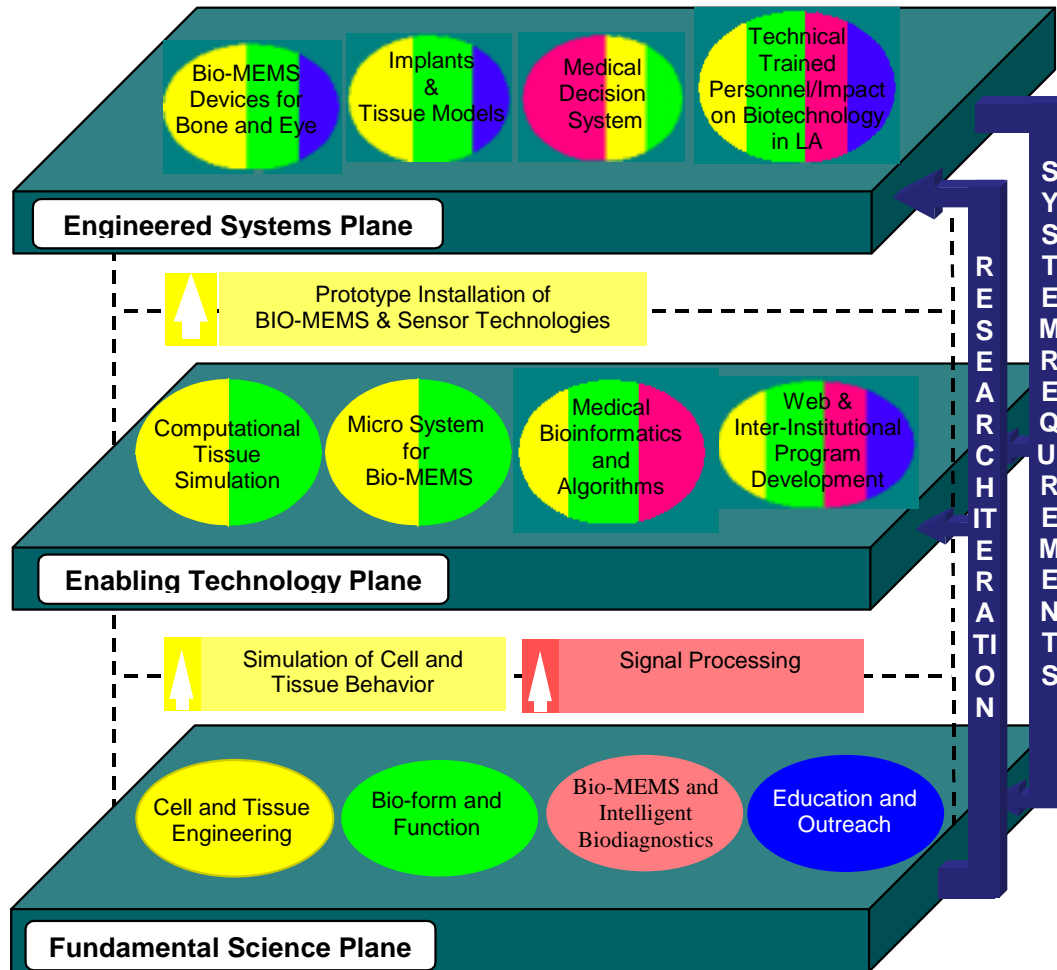 Bio-MEMS
Devices for
Bone and Eye
Implants
&
Tissue Models
Medical
Decision
System
Technical
Trained
Personnel/Impact
on Biotechnology
in LA
Engineered Systems Plane
Prototype Installation of
BIO-MEMS & Sensor Technologies
Computational
Tissue
Simulation
Micro System
for
Bio-MEMS
Medical
Bioinformatics
and
Algorithms
Web &
Inter-Institutional
Program
Development
Enabling Technology Plane
Simulation of Cell and
Tissue Behavior
Signal Processing
Cell and Tissue
Engineering
Bio-form and
Function
Bio-MEMS and
Intelligent
Biodiagnostics
Education and
Outreach
Fundamental Science Plane
RESEARCHITERATION
SYSTEMREQUREMENTS